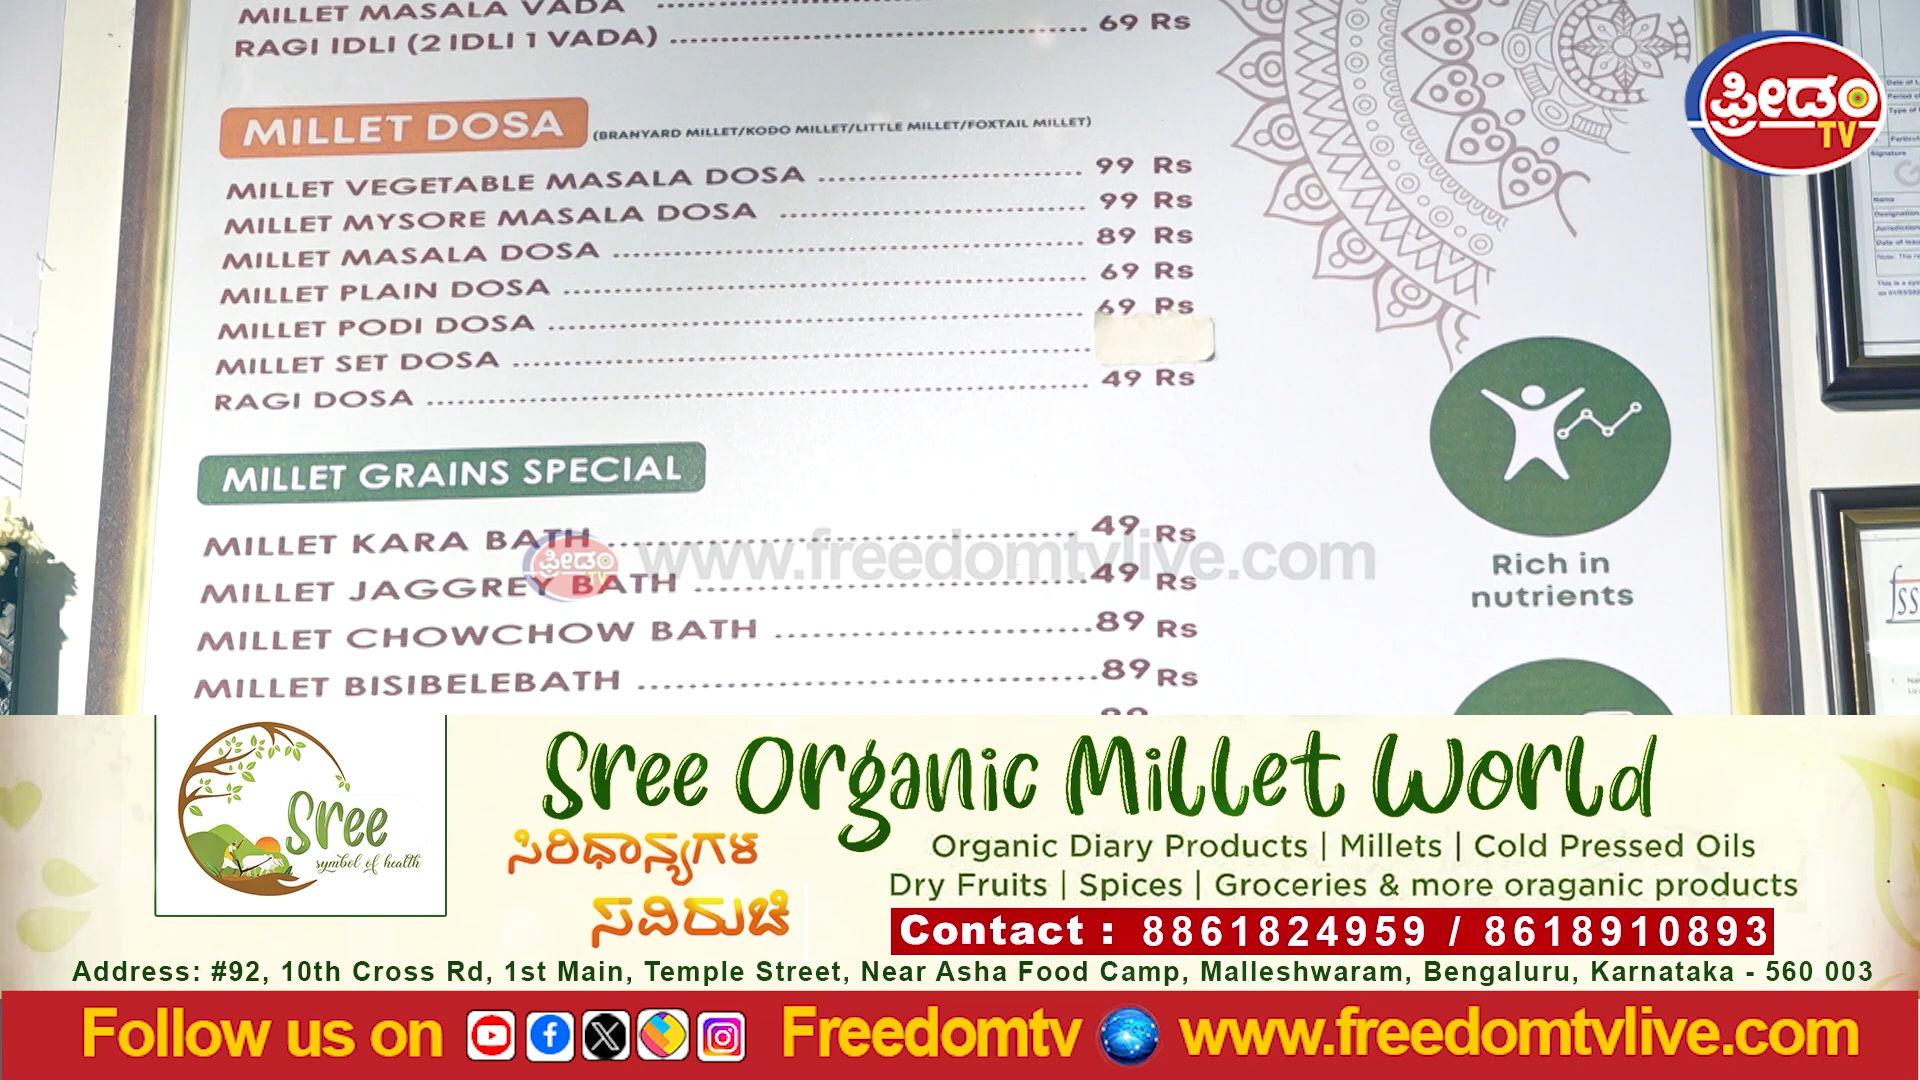 MILLET MASALA VADA ........
RAGI IDLI (2 IDLI 1 VADA) ........ 69 Rs
MILLET DOSA (BRANYARD MILLET/KODO MILLET/LITTLE MILLET/FOXTAIL MILLET)
MILLET VEGETABLE MASALA DOSA ........ 99 Rs
MILLET MYSORE MASALA DOSA ........ 99 Rs
MILLET MASALA DOSA ........ 89 Rs
MILLET PLAIN DOSA ........ 69 Rs
MILLET PODI DOSA ........ 69 Rs
MILLET SET DOSA ........
RAGI DOSA ........ 49 Rs
MILLET GRAINS SPECIAL
MILLET KARA BATH ........ 49 Rs
MILLET JAGGREY BATH ........ 49 Rs
MILLET CHOWCHOW BATH ........ 89 Rs
MILLET BISIBELEBATH ........ 89 Rs
Rich in
nutrients
ಫ್ರೀಡಂ
TV
ಫ್ರೀಡಂ TV www.freedomtvlive.com
Sree
symbol of health
Sree Organic Millet World
ಸಿರಿಧಾನ್ಯಗಳ
ಸವಿರುಚಿ
Organic Diary Products | Millets | Cold Pressed Oils
Dry Fruits | Spices | Groceries & more oraganic products
Contact : 8861824959 / 8618910893
Address: #92, 10th Cross Rd, 1st Main, Temple Street, Near Asha Food Camp, Malleshwaram, Bengaluru, Karnataka - 560 003
Follow us on Freedomtv www.freedomtvlive.com